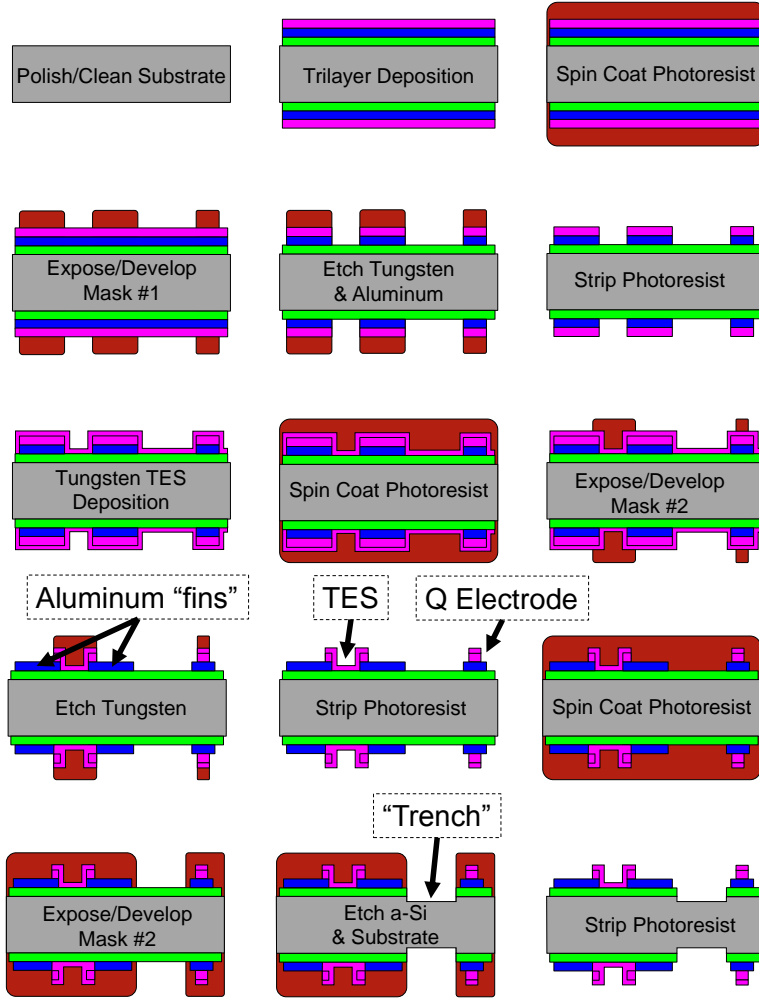 Polish/Clean Substrate
Trilayer Deposition
Spin Coat Photoresist
Expose/Develop
Mask #1
Etch Tungsten
& Aluminum
Strip Photoresist
Tungsten TES
Deposition
Spin Coat Photoresist
Expose/Develop
Mask #2
Aluminum “fins”
TES
Q Electrode
Etch Tungsten
Strip Photoresist
Spin Coat Photoresist
“Trench”
Expose/Develop
Mask #2
Etch a-Si
& Substrate
Strip Photoresist